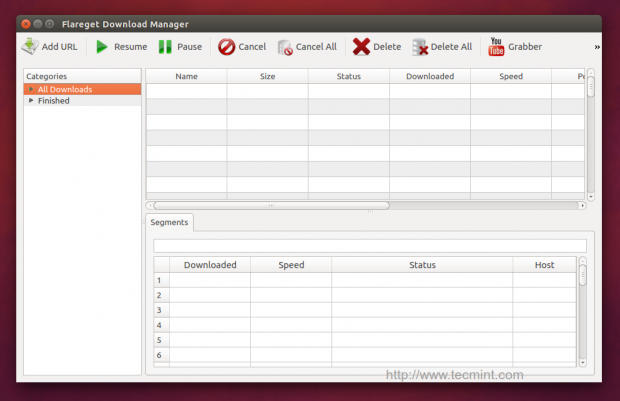 Flareget Download Manager
Add URL Resume Pause Cancel Cancel All Delete Delete All You Tube Grabber »
Categories
All Downloads
Finished
Name Size Status Downloaded Speed
Segments
Downloaded Speed Status Host
1
2
3
4
5
6
http://www.tecmint.com